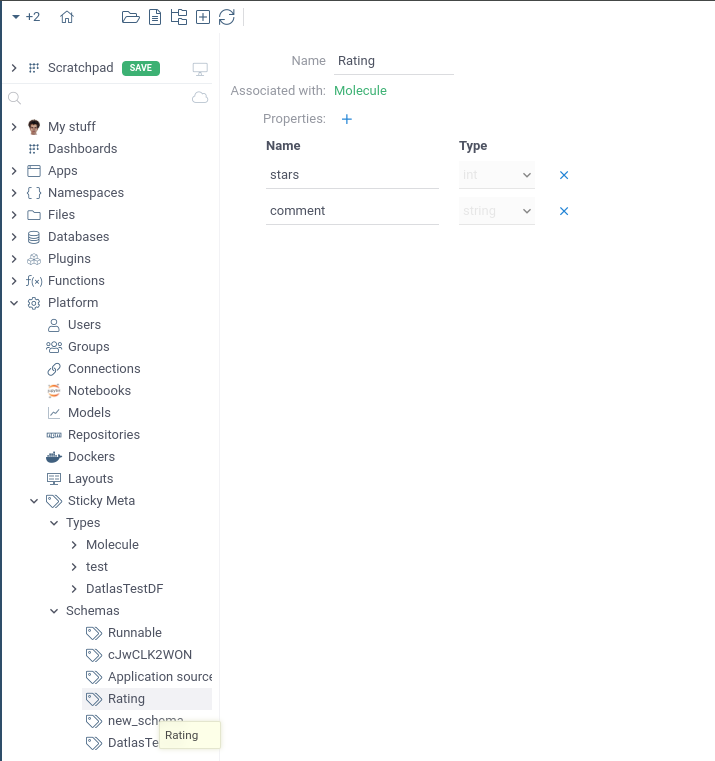 +2
Scratchpad SAVE
My stuff
Dashboards
Apps
Namespaces
Files
Databases
Plugins
f(x) Functions
Platform
Users
Groups
Connections
Notebooks
Models
Repositories
Dockers
Layouts
Sticky Meta
Types
Molecule
test
DatlasTestDF
Schemas
Runnable
cJwCLK2WON
Application source
Rating
new_schema
DatlasTe
Rating
Name Rating
Associated with: Molecule
Properties: +
Name Type
stars int
comment string